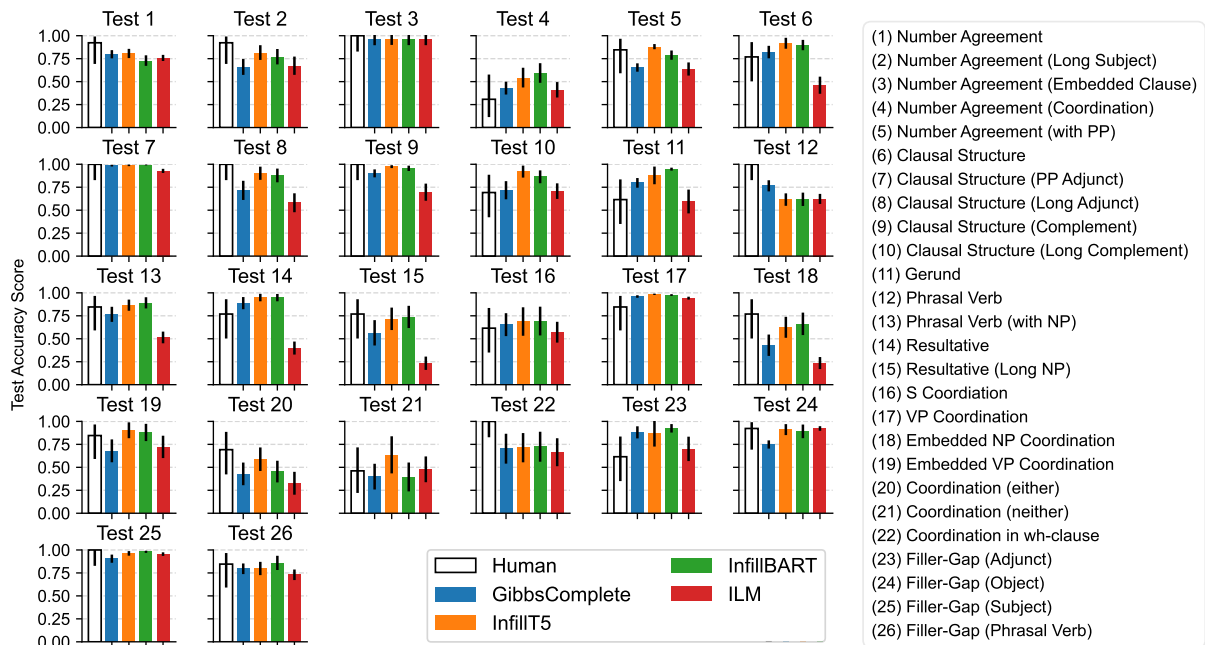 Test 1 Test 2 Test 3 Test 4 Test 5 Test 6
1.00
0.75
0.50
0.25
0.00
Test 7 Test 8 Test 9 Test 10 Test 11 Test 12
1.00
0.75
0.50
0.25
0.00
Test 13 Test 14 Test 15 Test 16 Test 17 Test 18
1.00
0.75
0.50
0.25
0.00
Test 19 Test 20 Test 21 Test 22 Test 23 Test 24
1.00
0.75
0.50
0.25
0.00
Test 25 Test 26
1.00
0.75
0.50
0.25
0.00
Test Accuracy Score
Human
GibbsComplete
InfillT5
InfillBART
ILM
(1) Number Agreement
(2) Number Agreement (Long Subject)
(3) Number Agreement (Embedded Clause)
(4) Number Agreement (Coordination)
(5) Number Agreement (with PP)
(6) Clausal Structure
(7) Clausal Structure (PP Adjunct)
(8) Clausal Structure (Long Adjunct)
(9) Clausal Structure (Complement)
(10) Clausal Structure (Long Complement)
(11) Gerund
(12) Phrasal Verb
(13) Phrasal Verb (with NP)
(14) Resultative
(15) Resultative (Long NP)
(16) S Coordiation
(17) VP Coordination
(18) Embedded NP Coordination
(19) Embedded VP Coordination
(20) Coordination (either)
(21) Coordination (neither)
(22) Coordination in wh-clause
(23) Filler-Gap (Adjunct)
(24) Filler-Gap (Object)
(25) Filler-Gap (Subject)
(26) Filler-Gap (Phrasal Verb)